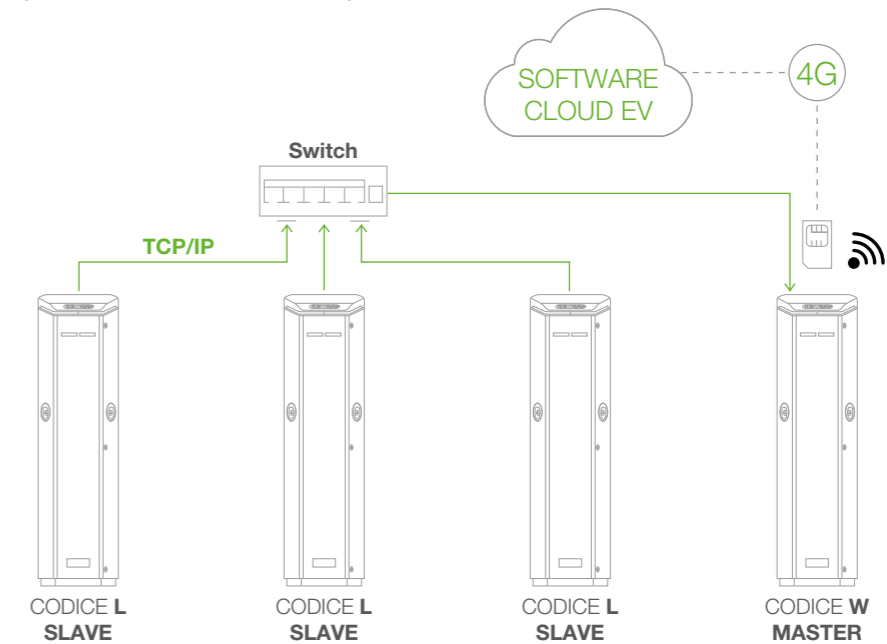 SOFTWARE
CLOUD EV
4G
Switch
TCP/IP
CODICE L
SLAVE
CODICE L
SLAVE
CODICE L
SLAVE
CODICE W
MASTER